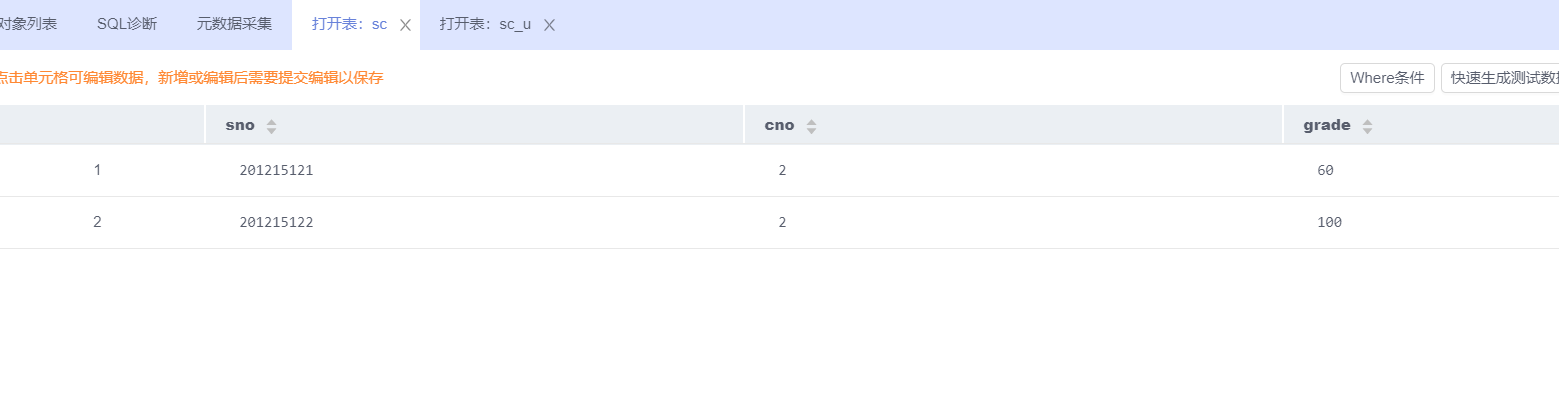 对象列表 SQL诊断 元数据采集 打开表：sc 打开表：sc_u
点击单元格可编辑数据，新增或编辑后需要提交编辑以保存 Where条件 快速生成测试数据
sno cno grade
1 201215121 2 60
2 201215122 2 100